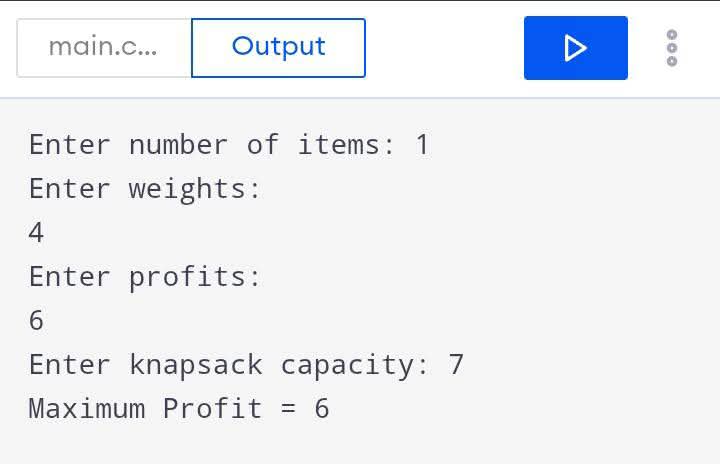 main.c... Output
Enter number of items: 1
Enter weights:
4
Enter profits:
6
Enter knapsack capacity: 7
Maximum Profit = 6